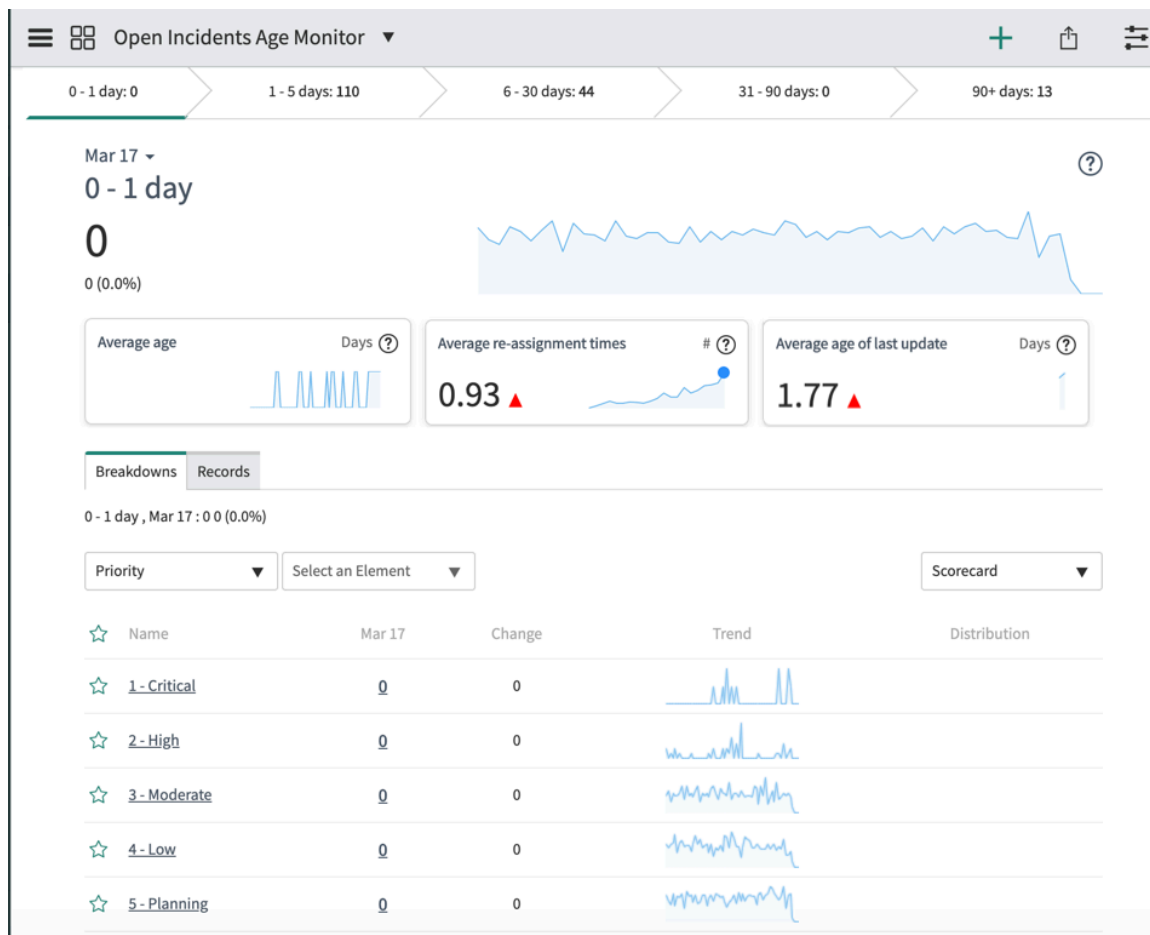 Open Incidents Age Monitor ▼
0 - 1 day: 0 1 - 5 days: 110 6 - 30 days: 44 31 - 90 days: 0 90+ days: 13
Mar 17
0 - 1 day
0
0 (0.0%)
Average age Days ?
Average re-assignment times # ?
0.93 ▲
Average age of last update Days ?
1.77 ▲
Breakdowns Records
0 - 1 day , Mar 17 : 0 0 (0.0%)
Priority ▼ Select an Element ▼ Scorecard ▼
Name Mar 17 Change Trend Distribution
1 - Critical 0 0
2 - High 0 0
3 - Moderate 0 0
4 - Low 0 0
5 - Planning 0 0